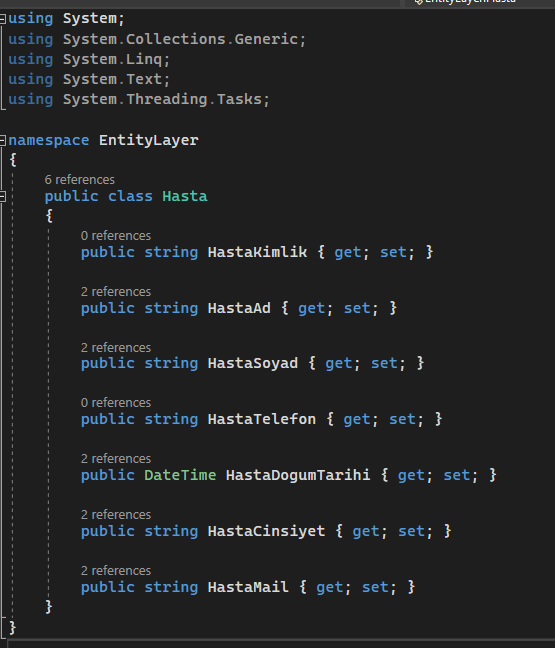 EntityLayer.Hasta
using System;
using System.Collections.Generic;
using System.Linq;
using System.Text;
using System.Threading.Tasks;
namespace EntityLayer
{
6 references
public class Hasta
{
0 references
public string HastaKimlik { get; set; }
2 references
public string HastaAd { get; set; }
2 references
public string HastaSoyad { get; set; }
0 references
public string HastaTelefon { get; set; }
2 references
public DateTime HastaDogumTarihi { get; set; }
2 references
public string HastaCinsiyet { get; set; }
2 references
public string HastaMail { get; set; }
}
}